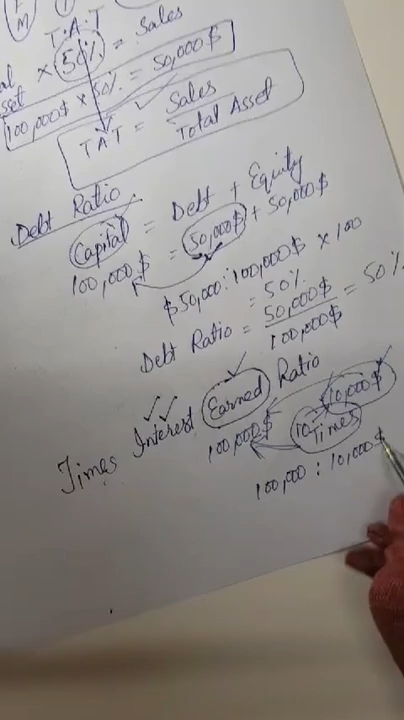 T.A.T
× 50% = Sales
100,000$ × 50% = 50,000$
TAT = Sales
Total Asset
Debt Ratio
Capital = Debt + Equity
100,000$ = 50,000$ + 50,000$
$50,000 : 100,000$ × 100
= 50%
Debt Ratio = 50,000$ = 50%
100,000$
Times Interest Earned Ratio
10,000$
100,000$ 10 Times
100,000 : 10,000$